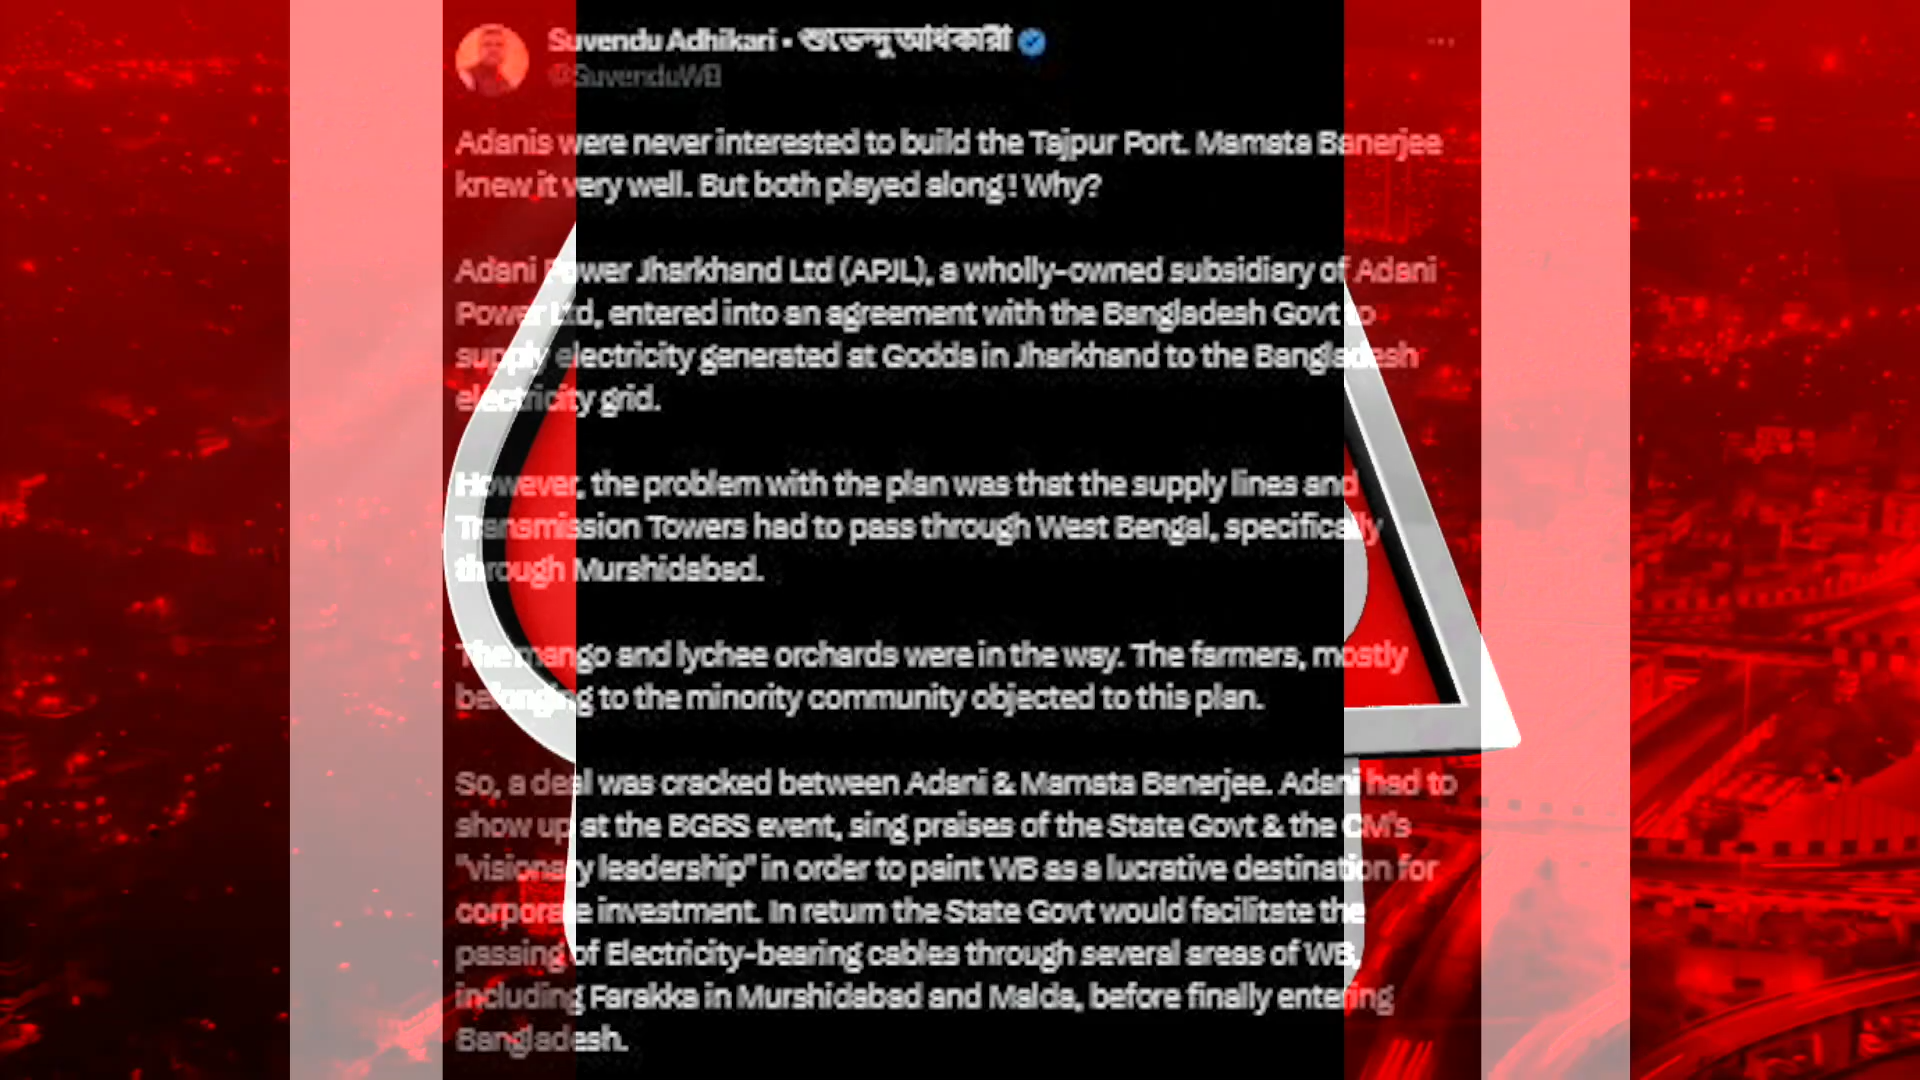 Suvendu Adhikari • শুভেন্দু অধিকারী
@SuvenduWB
Adanis were never interested to build the Tajpur Port. Mamata Banerjee
knew it very well. But both played along! Why?
Adani Power Jharkhand Ltd (APJL), a wholly-owned subsidiary of Adani
Power Ltd, entered into an agreement with the Bangladesh Govt to
supply electricity generated at Godda in Jharkhand to the Bangladesh
electricity grid.
However, the problem with the plan was that the supply lines and
Transmission Towers had to pass through West Bengal, specifically
through Murshidabad.
The mango and lychee orchards were in the way. The farmers, mostly
belonging to the minority community objected to this plan.
So, a deal was cracked between Adani & Mamata Banerjee. Adani had to
show up at the BGBS event, sing praises of the State Govt & the CM's
"visionary leadership" in order to paint WB as a lucrative destination for
corporate investment. In return the State Govt would facilitate the
passing of Electricity-bearing cables through several areas of WB,
including Farakka in Murshidabad and Malda, before finally entering
Bangladesh.